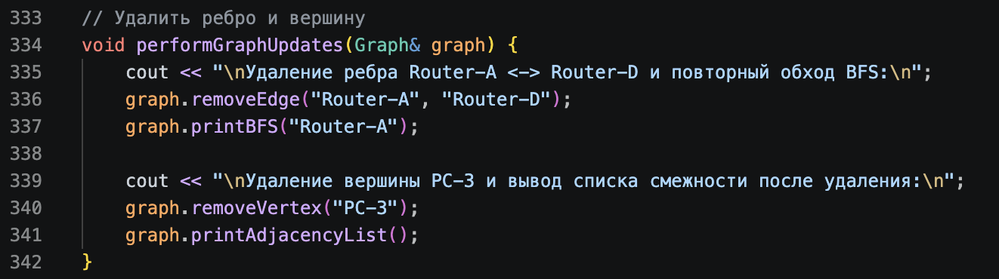 333 // Удалить ребро и вершину
334 void performGraphUpdates(Graph& graph) {
335     cout << "\nУдаление ребра Router-A <-> Router-D и повторный обход BFS:\n";
336     graph.removeEdge("Router-A", "Router-D");
337     graph.printBFS("Router-A");
338
339     cout << "\nУдаление вершины PC-3 и вывод списка смежности после удаления:\n";
340     graph.removeVertex("PC-3");
341     graph.printAdjacencyList();
342 }